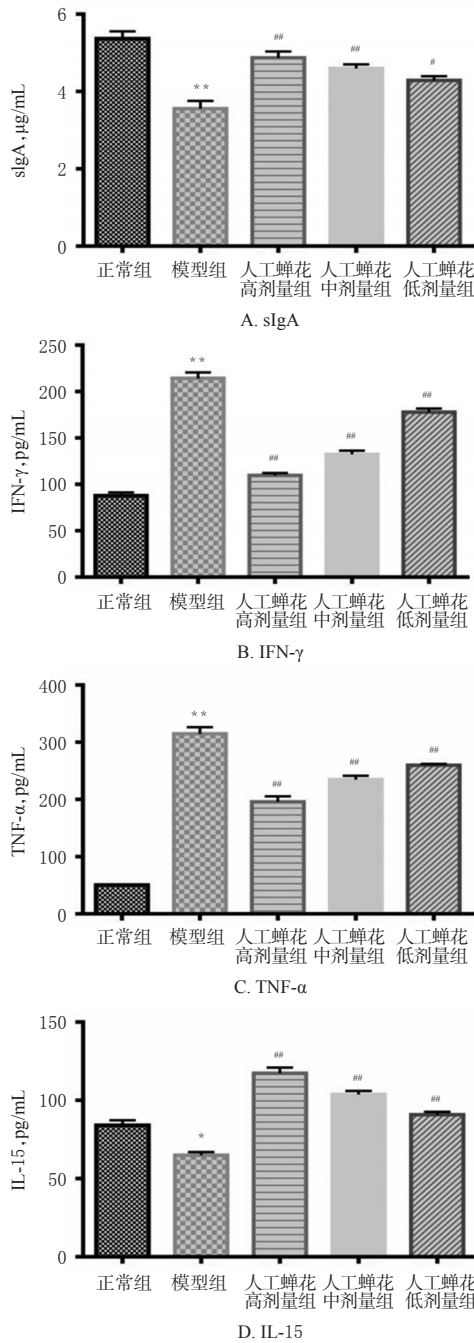 6
##
##
#
**
4
sIgA,μg/mL
2
0
正常组
模型组
人工蝉花
高剂量组
人工蝉花
中剂量组
人工蝉花
低剂量组
A. sIgA
250
**
200
##
150
##
##
IFN-γ,pg/mL
100
50
0
正常组
模型组
人工蝉花
高剂量组
人工蝉花
中剂量组
人工蝉花
低剂量组
B. IFN-γ
400
**
300
##
##
##
TNF-α,pg/mL
200
100
0
正常组
模型组
人工蝉花
高剂量组
人工蝉花
中剂量组
人工蝉花
低剂量组
C. TNF-α
150
##
##
##
IL-15,pg/mL
100
*
50
0
正常组
模型组
人工蝉花
高剂量组
人工蝉花
中剂量组
人工蝉花
低剂量组
D. IL-15